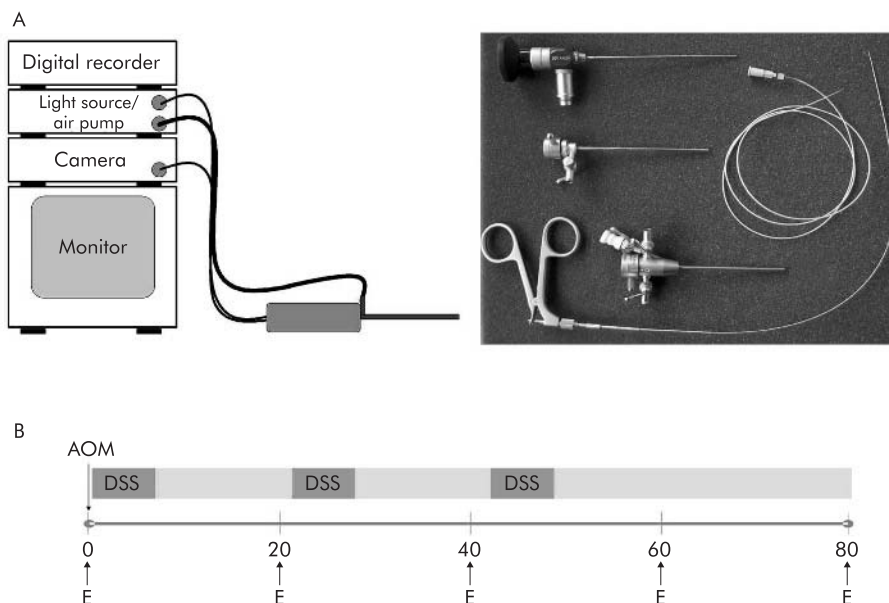 A
Digital recorder
Light source/
air pump
Camera
Monitor
B
AOM
DSS DSS DSS
0 20 40 60 80
E E E E E